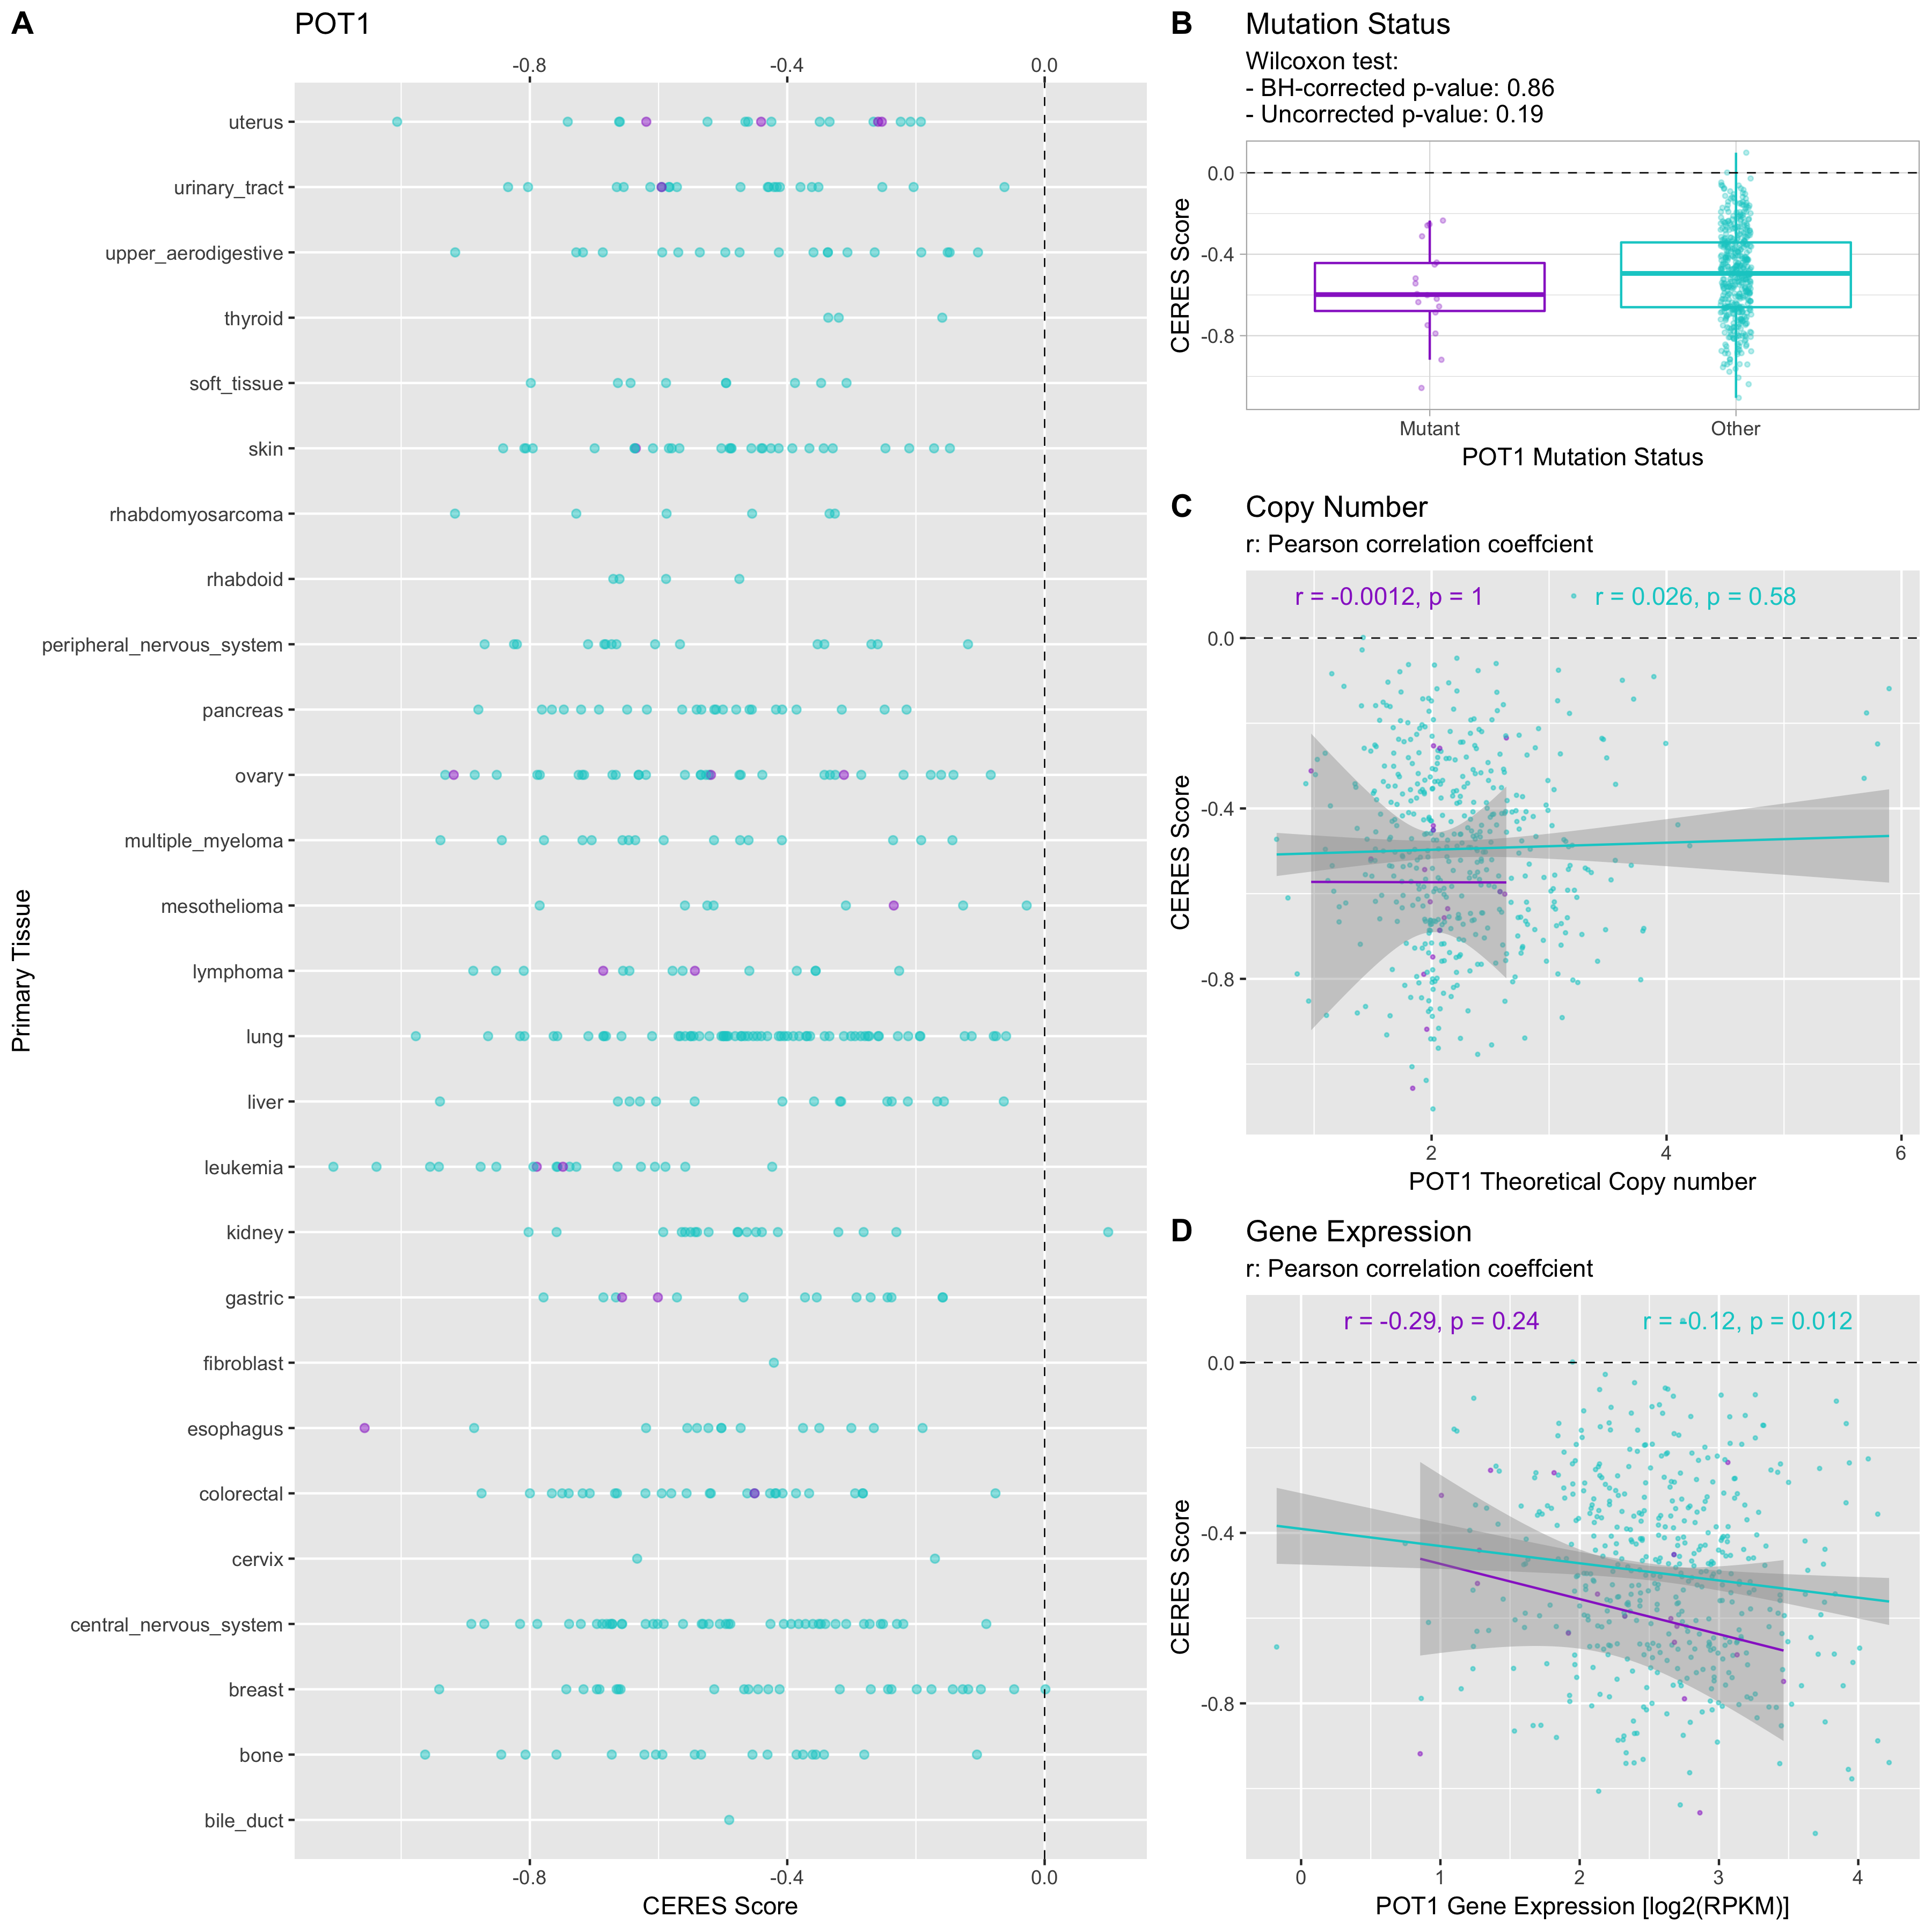 A
POT1
-0.8 -0.4 0.0
uterus
urinary_tract
upper_aerodigestive
thyroid
soft_tissue
skin
rhabdomyosarcoma
rhabdoid
peripheral_nervous_system
pancreas
ovary
multiple_myeloma
mesothelioma
lymphoma
lung
liver
leukemia
kidney
gastric
fibroblast
esophagus
colorectal
cervix
central_nervous_system
breast
bone
bile_duct
Primary Tissue
-0.8 -0.4 0.0
CERES Score
B
Mutation Status
Wilcoxon test:
- BH-corrected p-value: 0.86
- Uncorrected p-value: 0.19
0.0
-0.4
-0.8
CERES Score
Mutant Other
POT1 Mutation Status
C
Copy Number
r: Pearson correlation coeffcient
r = -0.0012, p = 1
r = 0.026, p = 0.58
0.0
-0.4
-0.8
CERES Score
2 4 6
POT1 Theoretical Copy number
D
Gene Expression
r: Pearson correlation coeffcient
r = -0.29, p = 0.24
r = -0.12, p = 0.012
0.0
-0.4
-0.8
CERES Score
0 1 2 3 4
POT1 Gene Expression [log2(RPKM)]